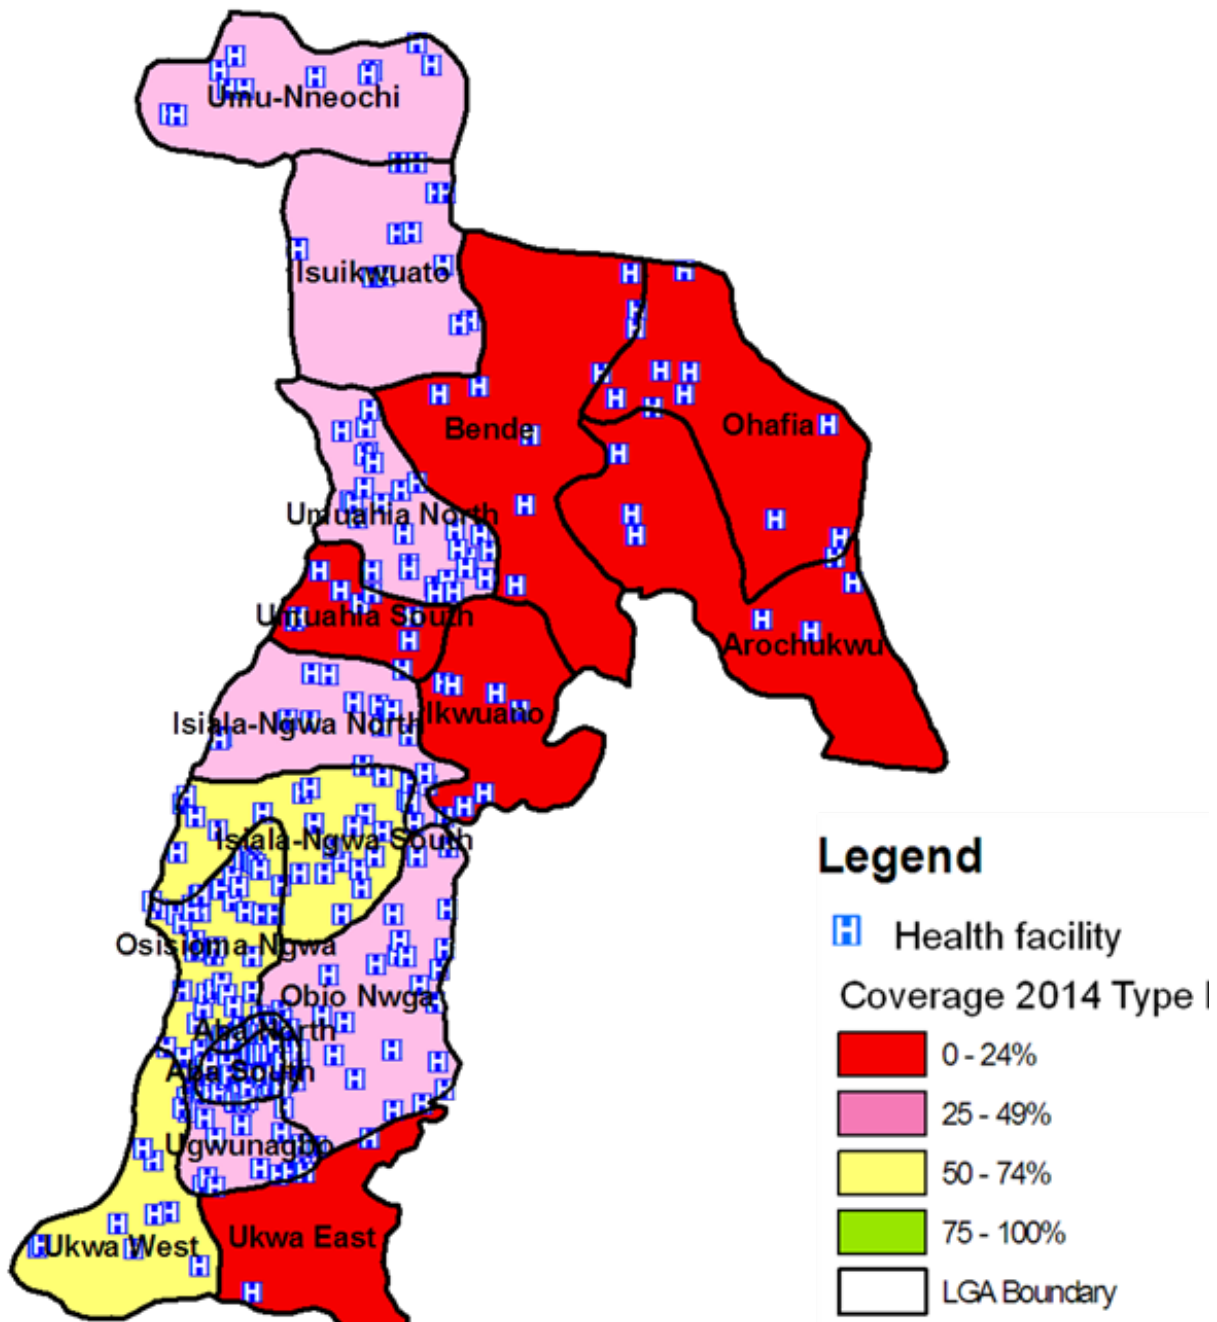 Umu-Nneochi
Isuikwuato
Bende
Ohafia
Umuahia North
Umuahia South
Arochukwu
Ikwuano
Isiala-Ngwa North
Isiala-Ngwa South
Osisioma Ngwa
Obio Nwga
Aba North
Aba South
Ugwunagbo
Ukwa East
Ukwa West
Legend
H Health facility
Coverage 2014 Type
0 - 24%
25 - 49%
50 - 74%
75 - 100%
LGA Boundary